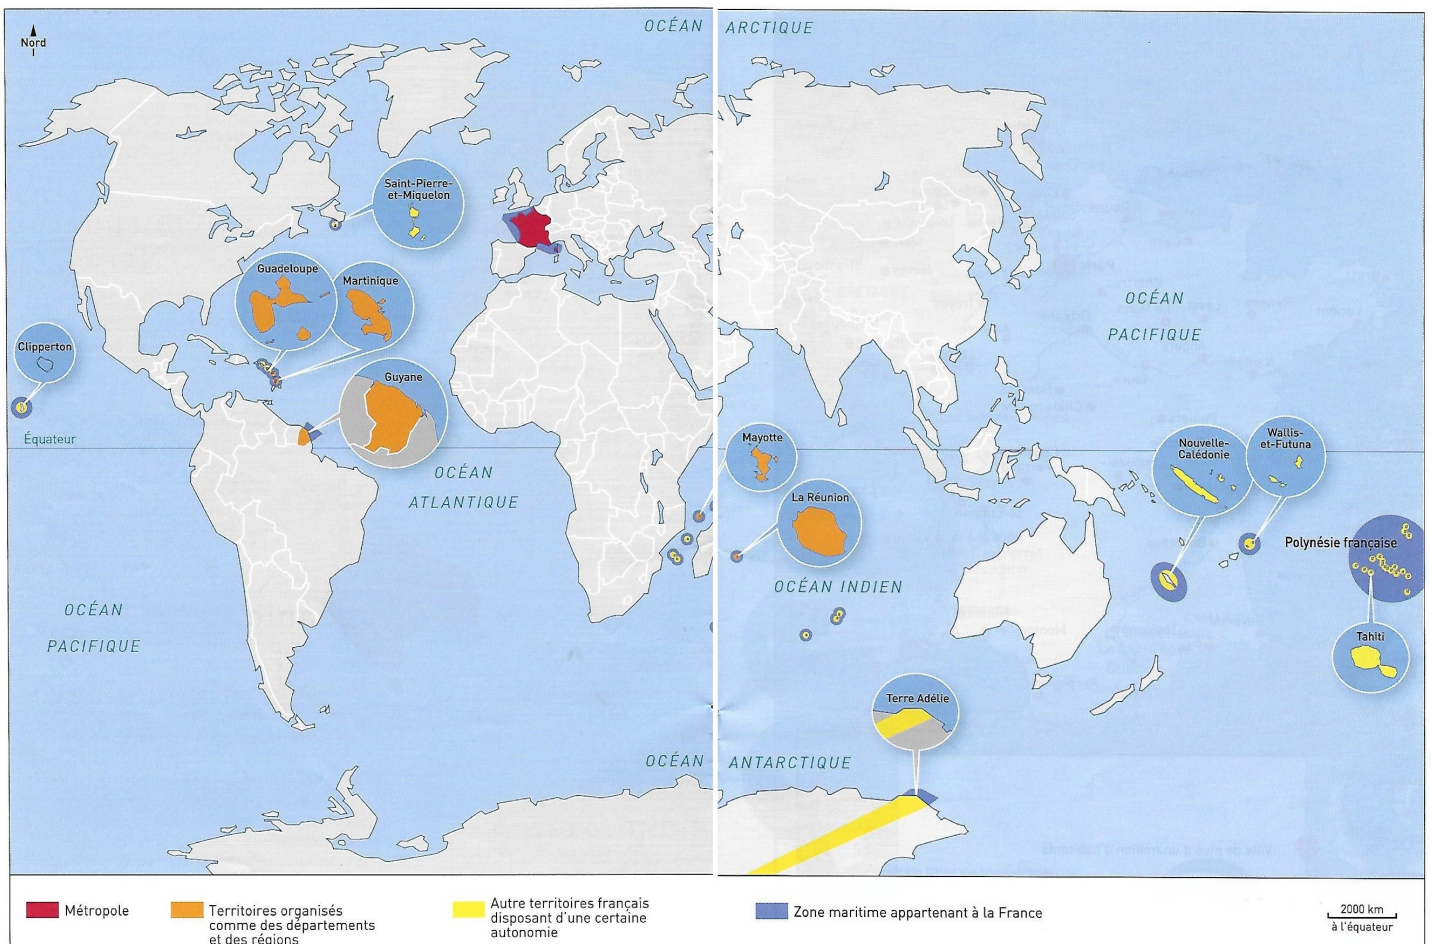 OCÉAN ARCTIQUE
Nord
Saint-Pierre-
et-Miquelon
Guadeloupe
Martinique
Clipperton
Guyane
Équateur
OCÉAN
ATLANTIQUE
OCÉAN
PACIFIQUE
OCÉAN
PACIFIQUE
Mayotte
La Réunion
OCÉAN INDIEN
Nouvelle-
Calédonie
Wallis-
et-Futuna
Polynésie française
Tahiti
Terre Adélie
OCÉAN ANTARCTIQUE
Métropole
Territoires organisés
comme des départements
et des régions
Autre territoires français
disposant d'une certaine
autonomie
Zone maritime appartenant à la France
2000 km
à l'équateur